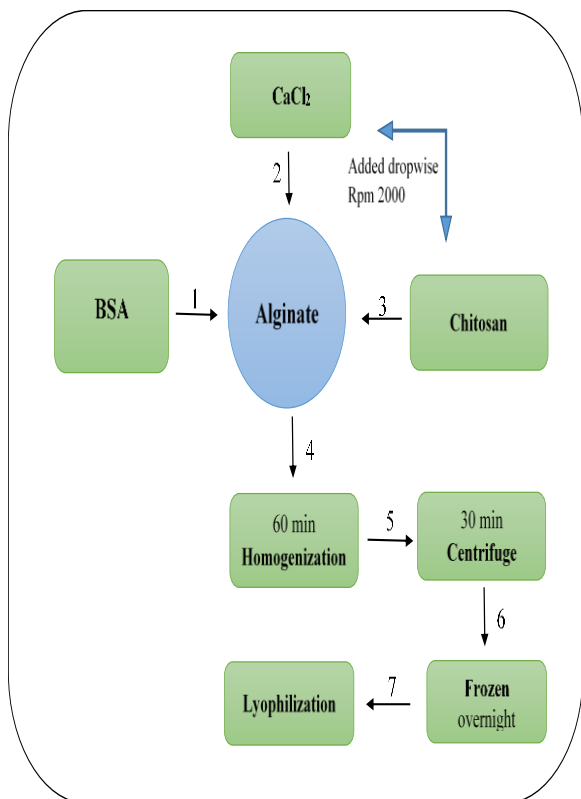 CaCl₂
2
Added dropwise
Rpm 2000
BSA
1
Alginate
3
Chitosan
4
60 min
Homogenization
5
30 min
Centrifuge
6
Lyophilization
7
Frozen
overnight